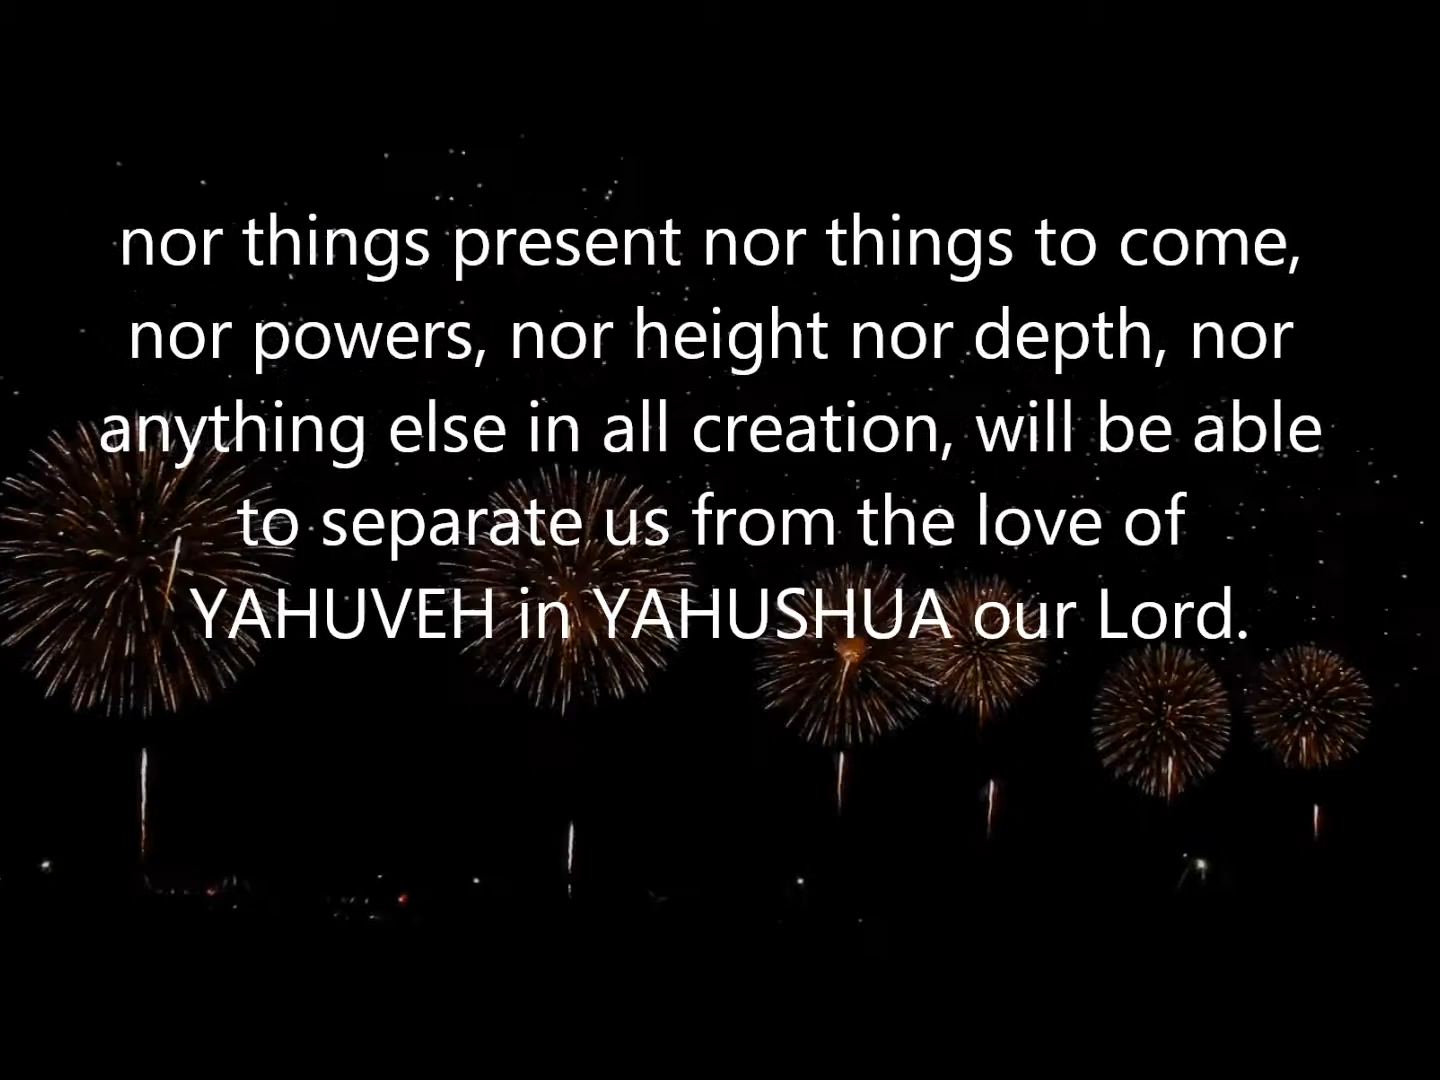 nor things present nor things to come,
nor powers, nor height nor depth, nor
anything else in all creation, will be able
to separate us from the love of
YAHUVEH in YAHUSHUA our Lord.